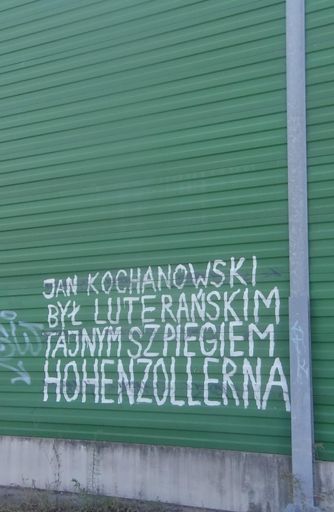 JAN KOCHANOWSKI
BYŁ LUTERAŃSKIM
TAJNYM SZPIEGIEM
HOHENZOLLERNA